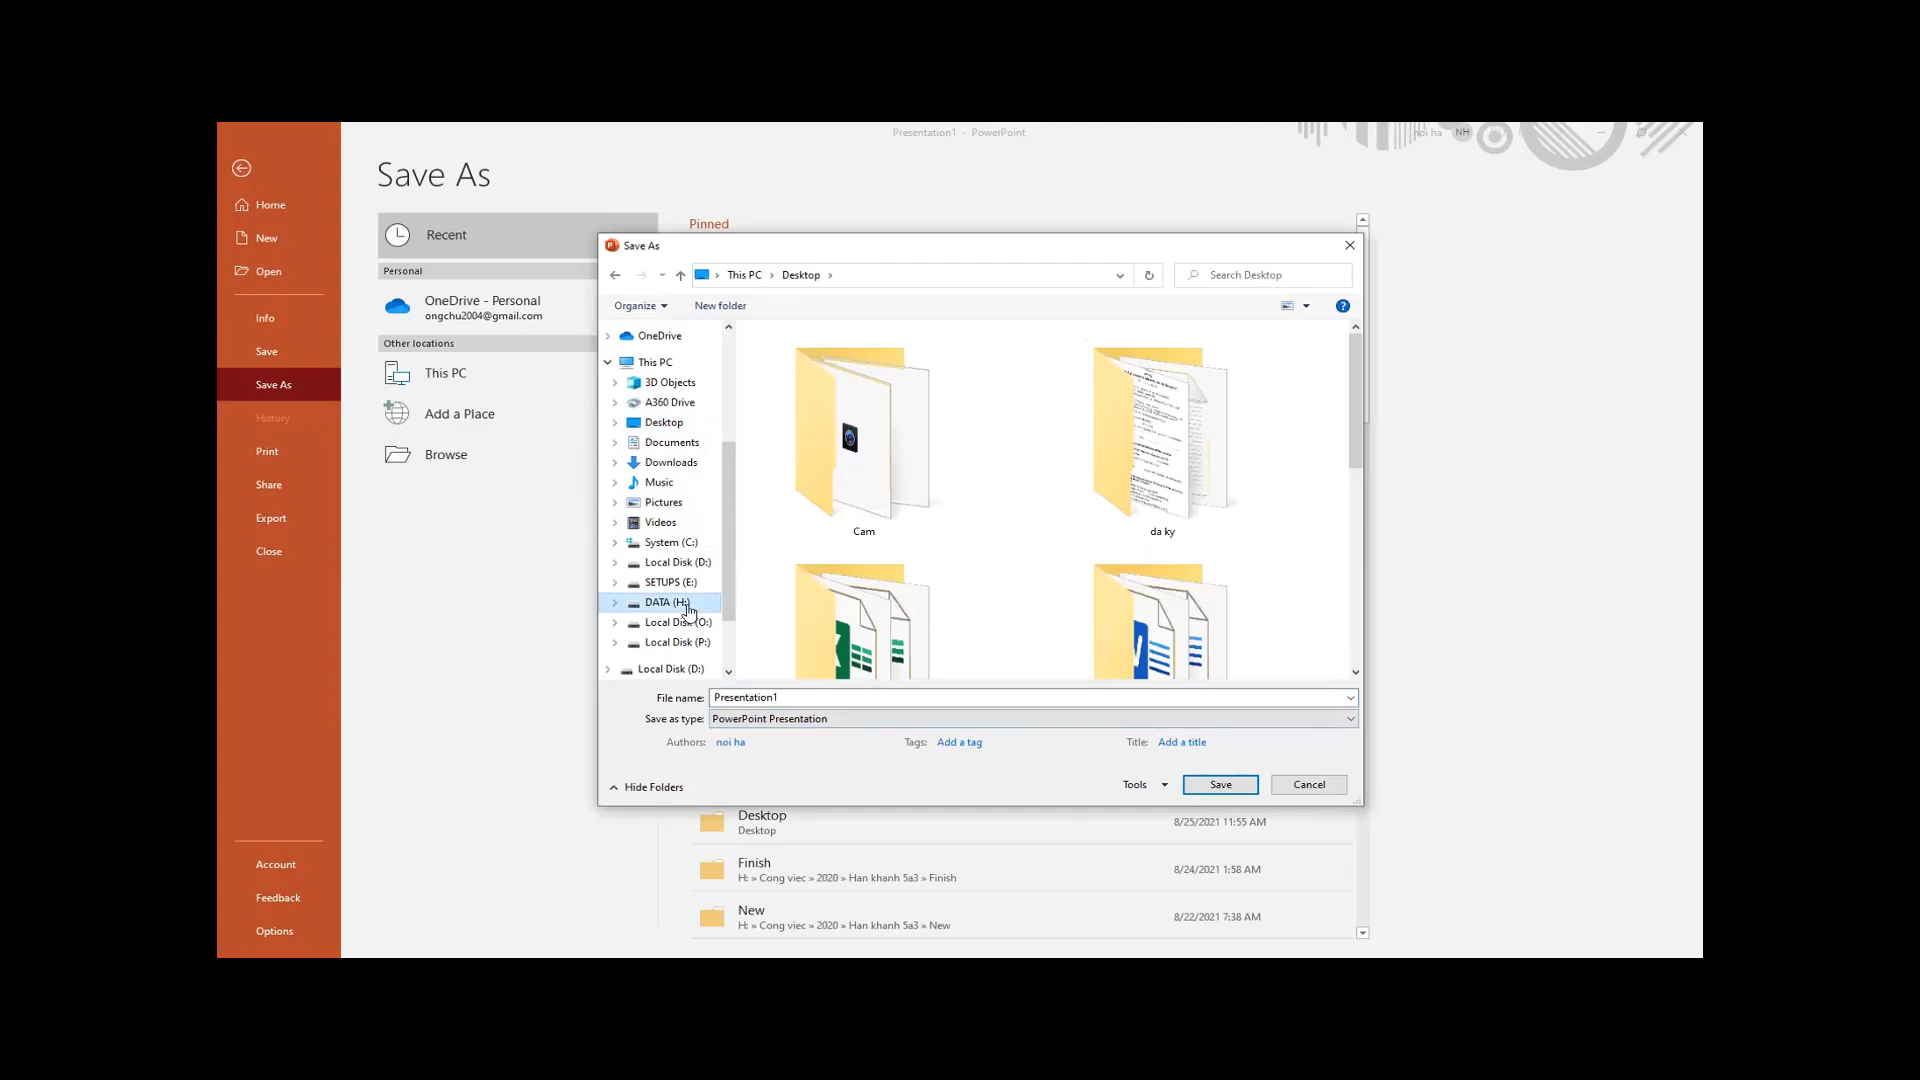 Presentation1 - PowerPoint
noi ha NH
Save As
Home
New
Open
Info
Save
Save As
History
Print
Share
Export
Close
Account
Feedback
Options
Recent
Personal
OneDrive - Personal
ongchu2004@gmail.com
Other locations
This PC
Add a Place
Browse
Pinned
Save As
This PC > Desktop >
Search Desktop
Organize
New folder
OneDrive
This PC
3D Objects
A360 Drive
Desktop
Documents
Downloads
Music
Pictures
Videos
System (C:)
Local Disk (D:)
SETUPS (E:)
DATA (H:)
Local Disk (O:)
Local Disk (P:)
Local Disk (D:)
Cam
da ky
File name: Presentation1
Save as type: PowerPoint Presentation
Authors: noi ha
Tags: Add a tag
Title: Add a title
Hide Folders
Tools
Save
Cancel
Desktop
Desktop
8/25/2021 11:55 AM
Finish
H: » Cong viec » 2020 » Han khanh 5a3 » Finish
8/24/2021 1:58 AM
New
H: » Cong viec » 2020 » Han khanh 5a3 » New
8/22/2021 7:38 AM